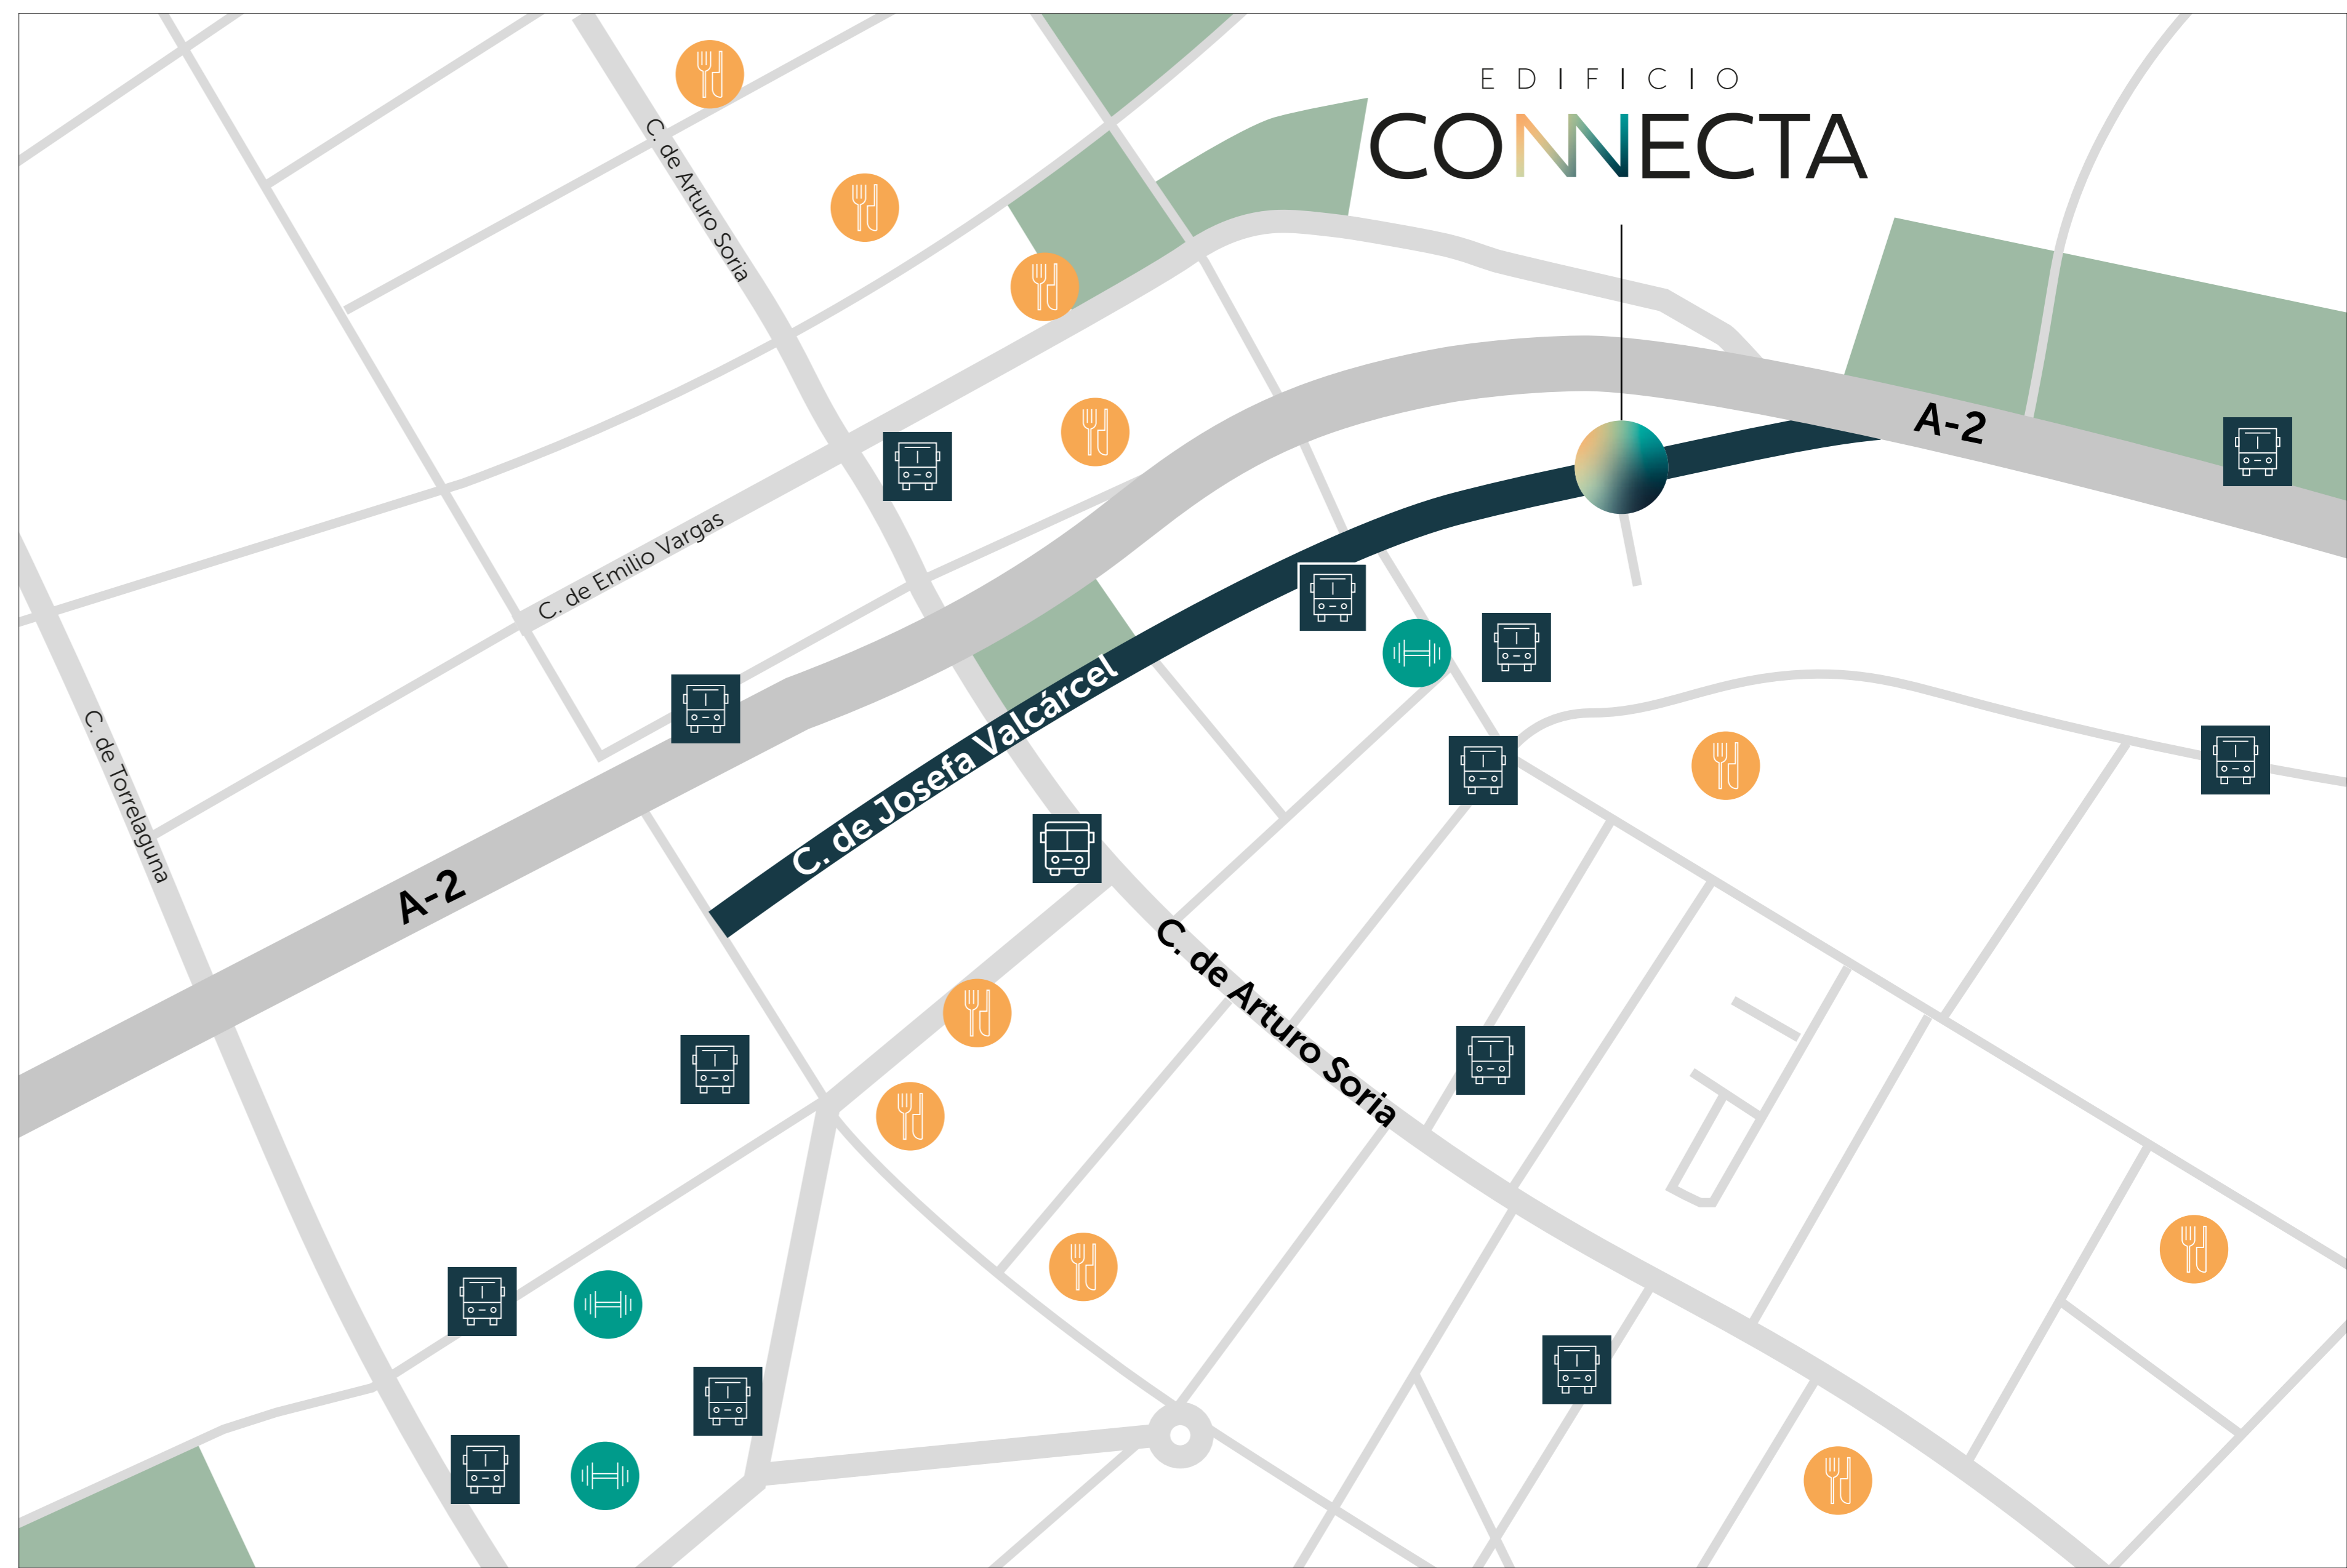 EDIFICIO
CONNECTA
C. de Arturo Soria
A-2
C. de Emilio Vargas
C. de Josefa Valcárcel
C. de Torrelaguna
A-2
C. de Arturo Soria